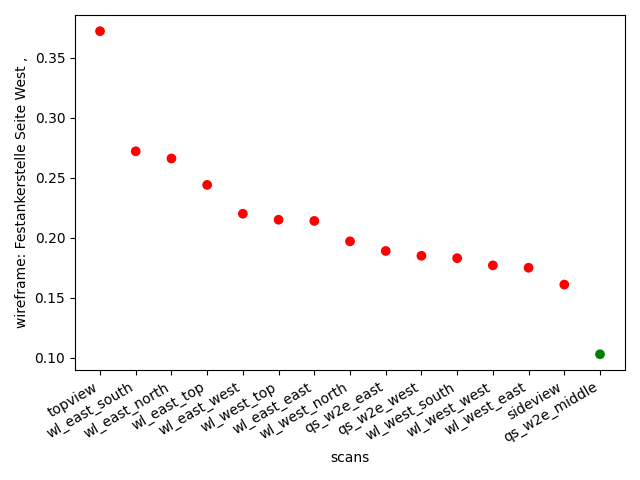 wireframe: Festankerstelle Seite West ,
0.35
0.30
0.25
0.20
0.15
0.10
topview
wl_east_south
wl_east_north
wl_east_top
wl_east_west
wl_west_top
wl_east_east
wl_west_north
qs_w2e_east
qs_w2e_west
wl_west_south
wl_west_west
wl_west_east
sideview
qs_w2e_middle
scans